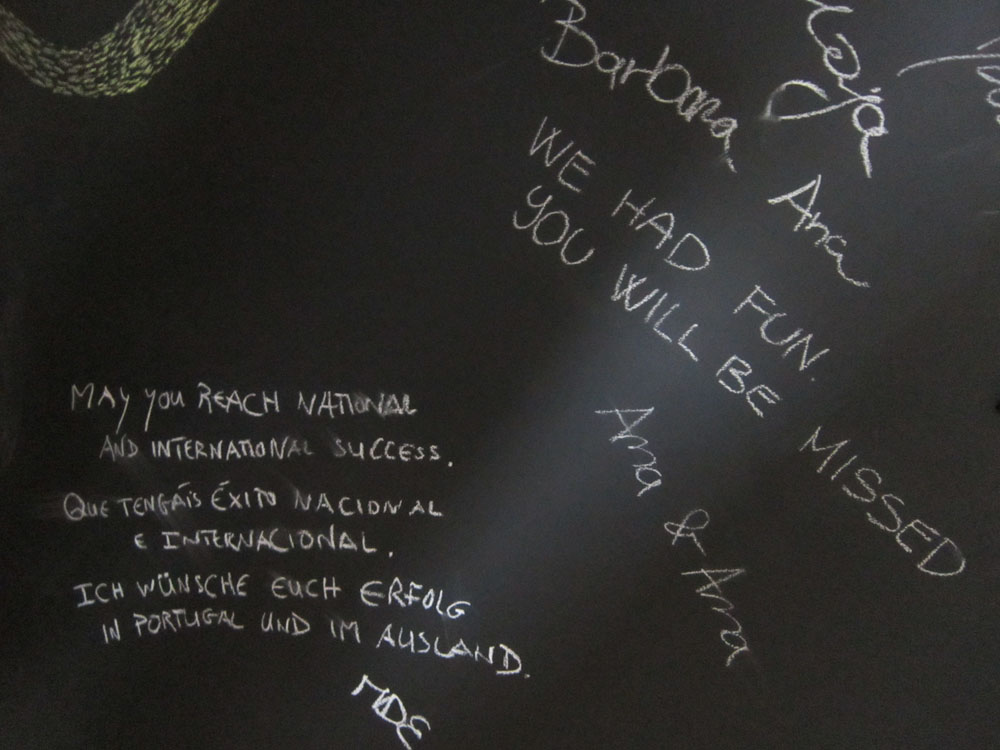 Barbara
Ana
WE HAD FUN.
YOU WILL BE MISSED
Ana & Ana
MAY YOU REACH NATIONAL
AND INTERNATIONAL SUCCESS.
QUE TENGÁIS ÉXITO NACIONAL
E INTERNACIONAL.
ICH WÜNSCHE EUCH ERFOLG
IN PORTUGAL UND IM AUSLAND.
MDE